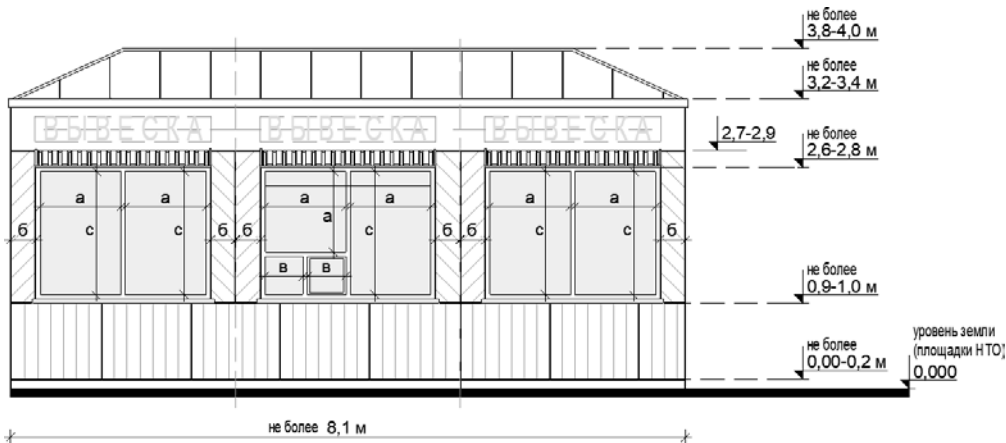 не более
3,8-4,0 м
не более
3,2-3,4 м
ВЫВЕСКА ВЫВЕСКА ВЫВЕСКА
2,7-2,9
не более
2,6-2,8 м
а а а а а а
а
б б б б б б
с с с с с
в в
не более
0,9-1,0 м
не более
0,00-0,2 м
уровень земли
(площадки НТО)
0,000
не более 8,1 м